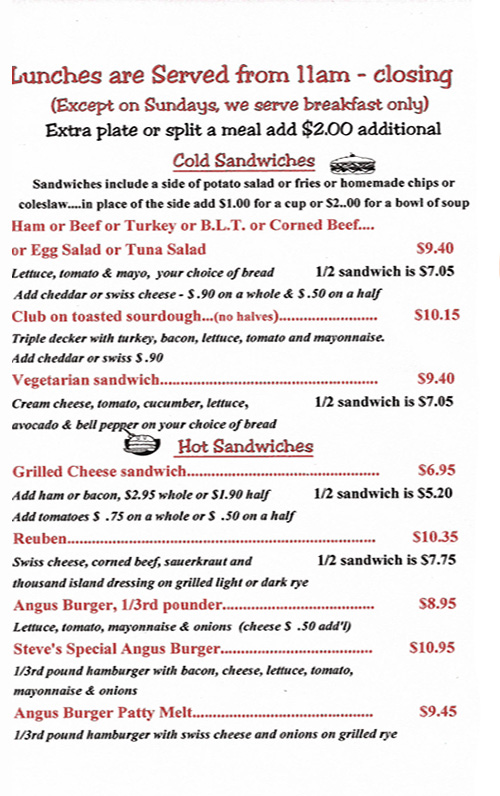 Lunches are Served from 11am - closing
(Except on Sundays, we serve breakfast only)
Extra plate or split a meal add $2.00 additional
Cold Sandwiches
Sandwiches include a side of potato salad or fries or homemade chips or
coleslaw....in place of the side add $1.00 for a cup or $2..00 for a bowl of soup
Ham or Beef or Turkey or B.L.T. or Corned Beef....
or Egg Salad or Tuna Salad $9.40
Lettuce, tomato & mayo, your choice of bread 1/2 sandwich is $7.05
Add cheddar or swiss cheese - $ .90 on a whole & $ .50 on a half
Club on toasted sourdough...(no halves)........................ $10.15
Triple decker with turkey, bacon, lettuce, tomato and mayonnaise.
Add cheddar or swiss $ .90
Vegetarian sandwich..................................................... $9.40
Cream cheese, tomato, cucumber, lettuce, 1/2 sandwich is $7.05
avocado & bell pepper on your choice of bread
Hot Sandwiches
Grilled Cheese sandwich............................................... $6.95
Add ham or bacon, $2.95 whole or $1.90 half 1/2 sandwich is $5.20
Add tomatoes $ .75 on a whole or $ .50 on a half
Reuben........................................................................... $10.35
Swiss cheese, corned beef, sauerkraut and 1/2 sandwich is $7.75
thousand island dressing on grilled light or dark rye
Angus Burger, 1/3rd pounder..................................... $8.95
Lettuce, tomato, mayonnaise & onions (cheese $ .50 add'l)
Steve's Special Angus Burger..................................... $10.95
1/3rd pound hamburger with bacon, cheese, lettuce, tomato,
mayonnaise & onions
Angus Burger Patty Melt............................................ $9.45
1/3rd pound hamburger with swiss cheese and onions on grilled rye